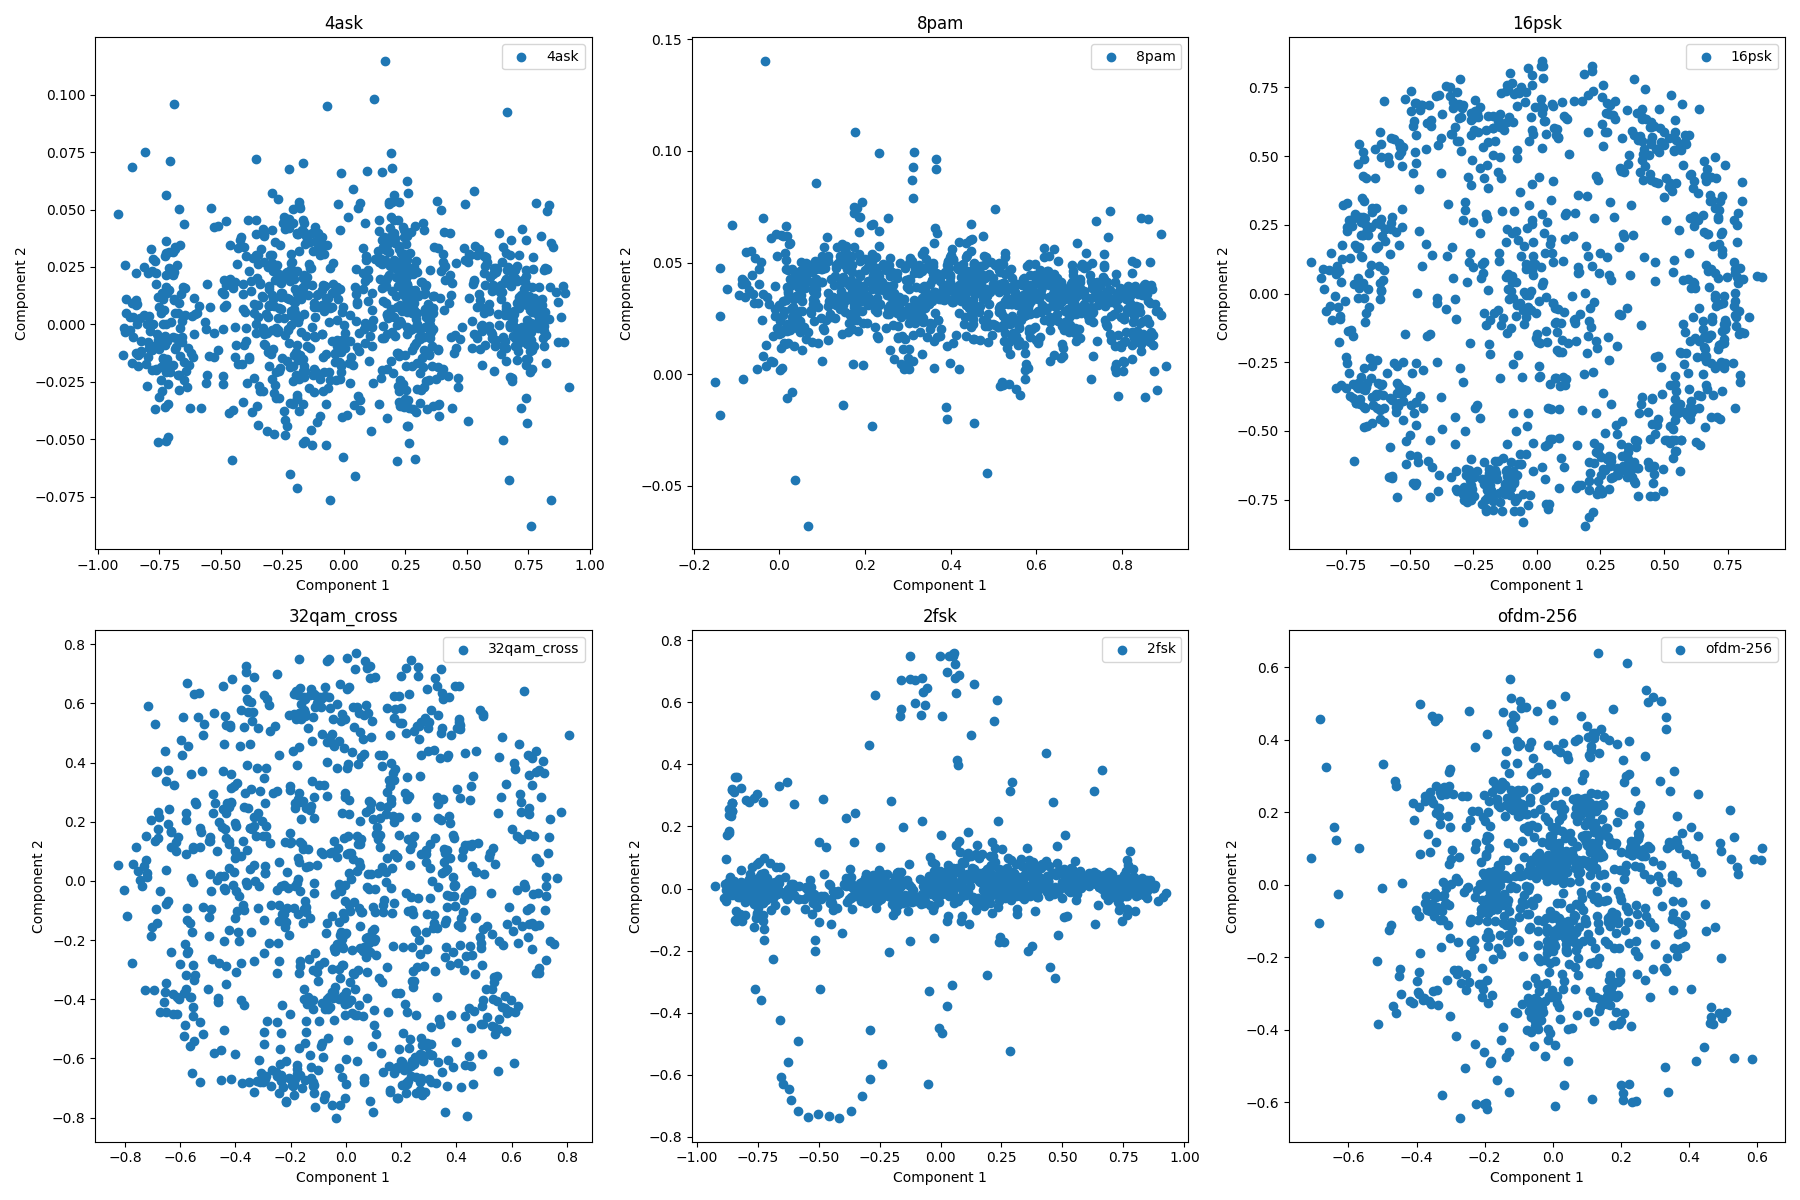 4ask
4ask
0.100
0.075
0.050
0.025
0.000
−0.025
−0.050
−0.075
Component 2
−1.00 −0.75 −0.50 −0.25 0.00 0.25 0.50 0.75 1.00
Component 1
8pam
8pam
0.15
0.10
0.05
0.00
−0.05
Component 2
−0.2 0.0 0.2 0.4 0.6 0.8
Component 1
16psk
16psk
0.75
0.50
0.25
0.00
−0.25
−0.50
−0.75
Component 2
−0.75 −0.50 −0.25 0.00 0.25 0.50 0.75
Component 1
32qam_cross
32qam_cross
0.8
0.6
0.4
0.2
0.0
−0.2
−0.4
−0.6
−0.8
Component 2
−0.8 −0.6 −0.4 −0.2 0.0 0.2 0.4 0.6 0.8
Component 1
2fsk
2fsk
0.8
0.6
0.4
0.2
0.0
−0.2
−0.4
−0.6
−0.8
Component 2
−1.00 −0.75 −0.50 −0.25 0.00 0.25 0.50 0.75 1.00
Component 1
ofdm-256
ofdm-256
0.6
0.4
0.2
0.0
−0.2
−0.4
−0.6
Component 2
−0.6 −0.4 −0.2 0.0 0.2 0.4 0.6
Component 1